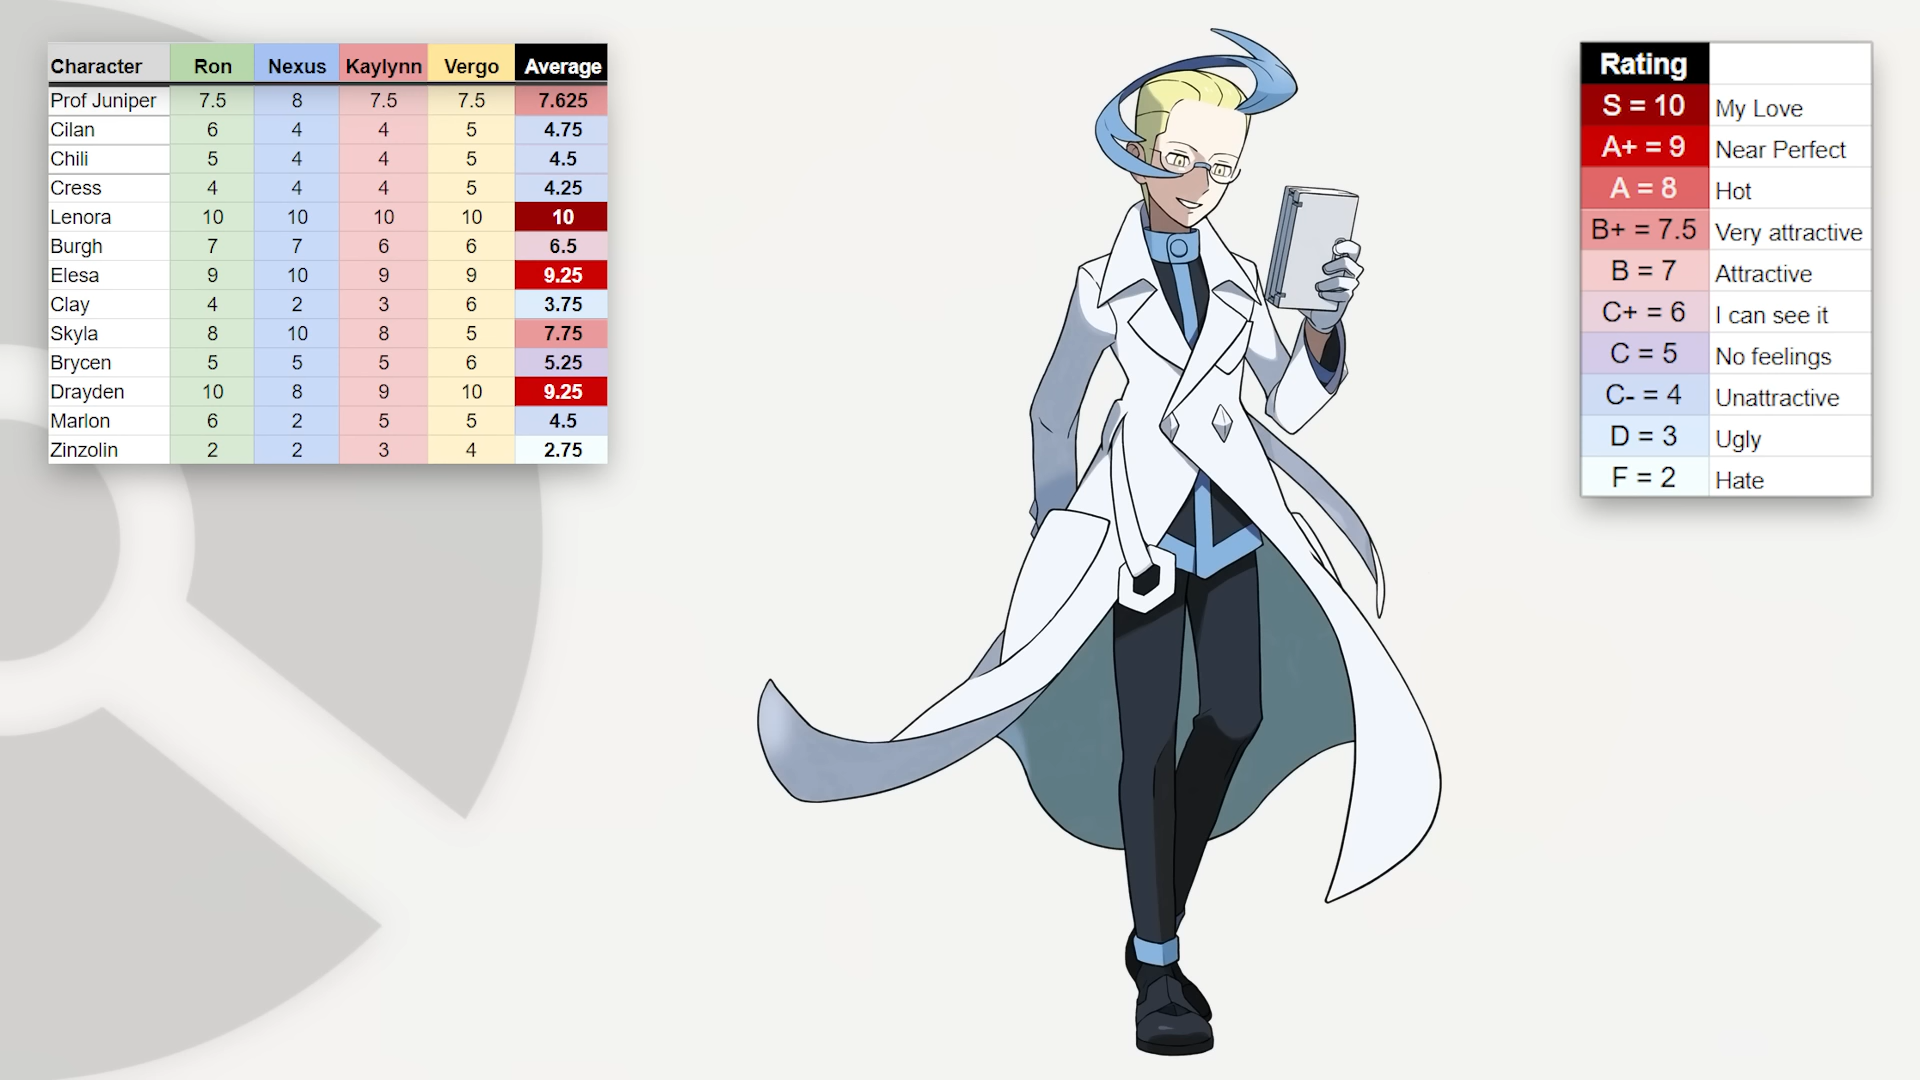 Character Ron Nexus Kaylynn Vergo Average
Prof Juniper 7.5 8 7.5 7.5 7.625
Cilan 6 4 4 5 4.75
Chili 5 4 4 5 4.5
Cress 4 4 4 5 4.25
Lenora 10 10 10 10 10
Burgh 7 7 6 6 6.5
Elesa 9 10 9 9 9.25
Clay 4 2 3 6 3.75
Skyla 8 10 8 5 7.75
Brycen 5 5 5 6 5.25
Drayden 10 8 9 10 9.25
Marlon 6 2 5 5 4.5
Zinzolin 2 2 3 4 2.75
Rating
S = 10 My Love
A+ = 9 Near Perfect
A = 8 Hot
B+ = 7.5 Very attractive
B = 7 Attractive
C+ = 6 I can see it
C = 5 No feelings
C- = 4 Unattractive
D = 3 Ugly
F = 2 Hate